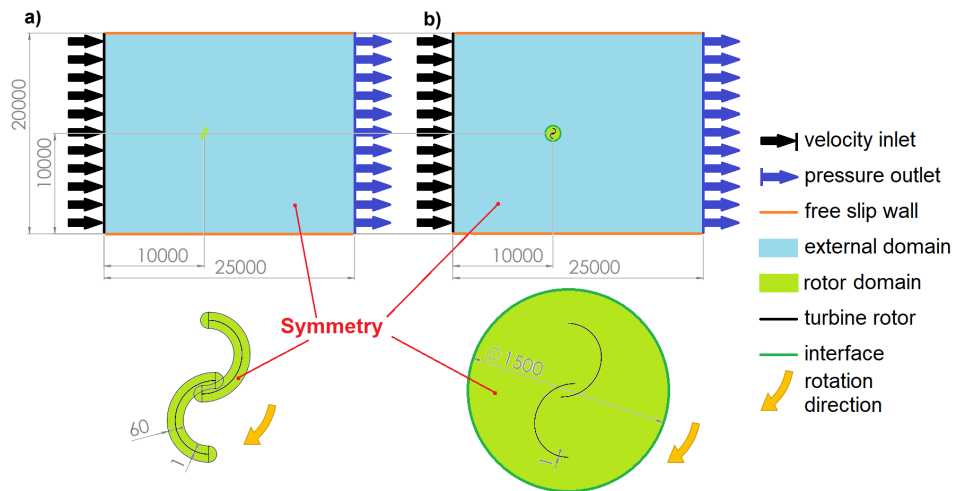 a)
b)
20000
10000
10000
25000
10000
25000
velocity inlet
pressure outlet
free slip wall
external domain
rotor domain
turbine rotor
interface
rotation
direction
Symmetry
60
1
Ø1500
1